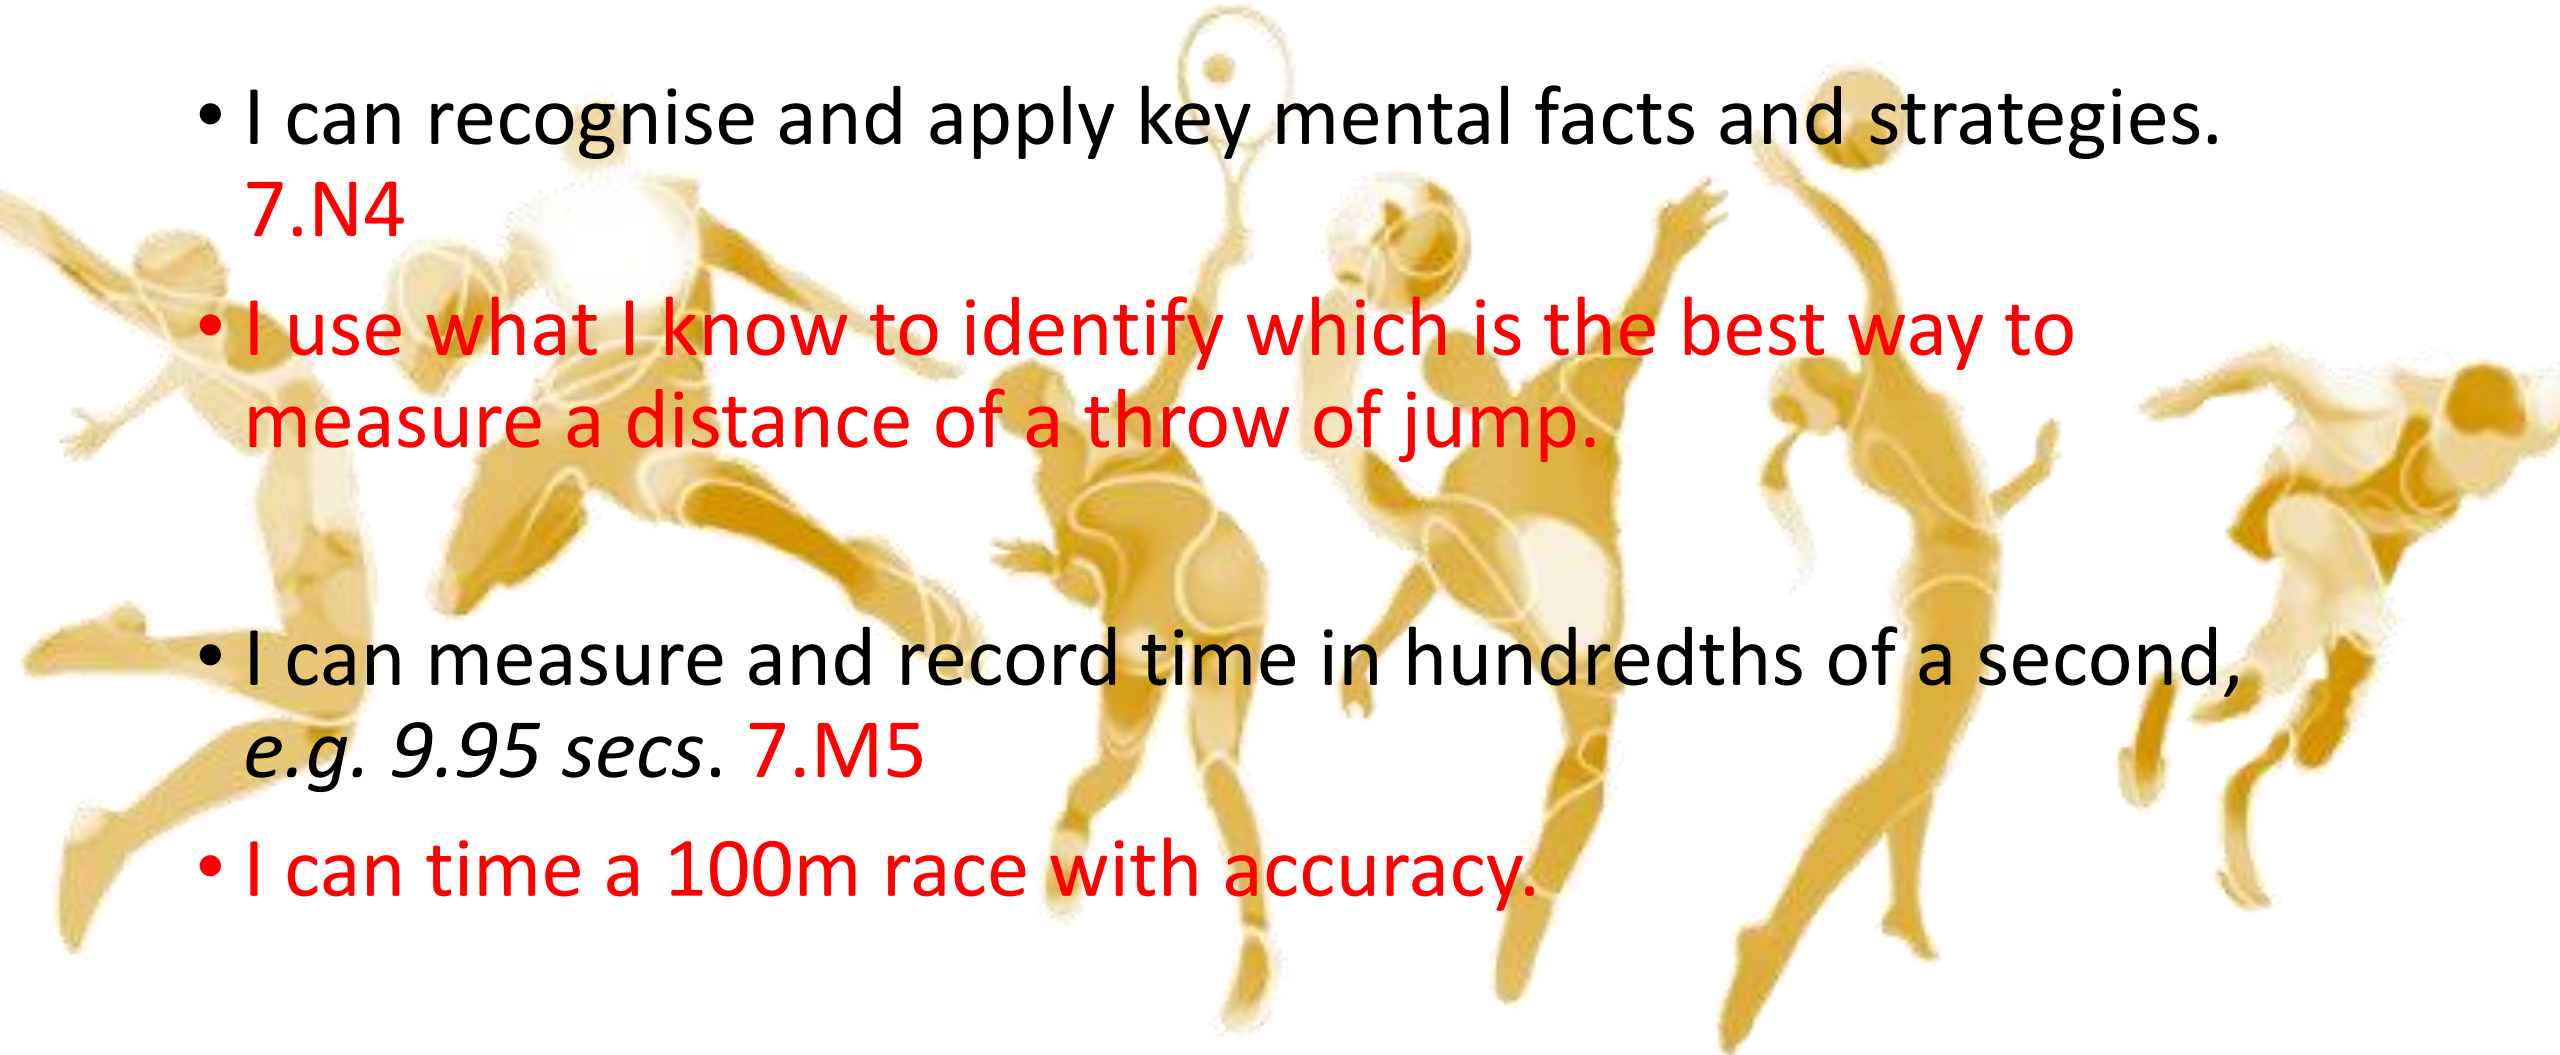 • I can recognise and apply key mental facts and strategies.
7.N4
• I use what I know to identify which is the best way to
measure a distance of a throw of jump.
• I can measure and record time in hundredths of a second,
e.g. 9.95 secs. 7.M5
• I can time a 100m race with accuracy.